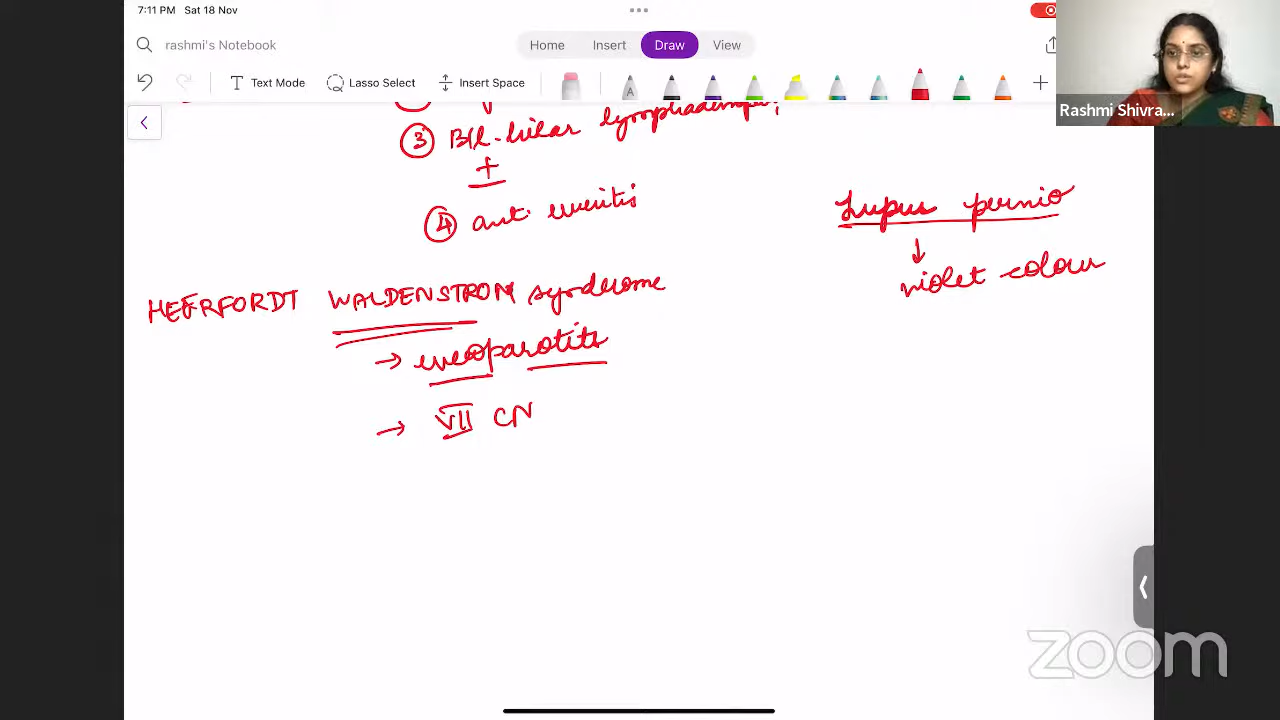 7:11 PM Sat 18 Nov
rashmi's Notebook
Home Insert Draw View
Text Mode Lasso Select Insert Space
A
Rashmi Shivra...
③ B/L hilar
+
④ ant. uveitis
Lupus pernio
↓
violet colour
HEERFORDT WALDENSTROM syndrome
→ uveoparotitis
→ VII CN
zoom